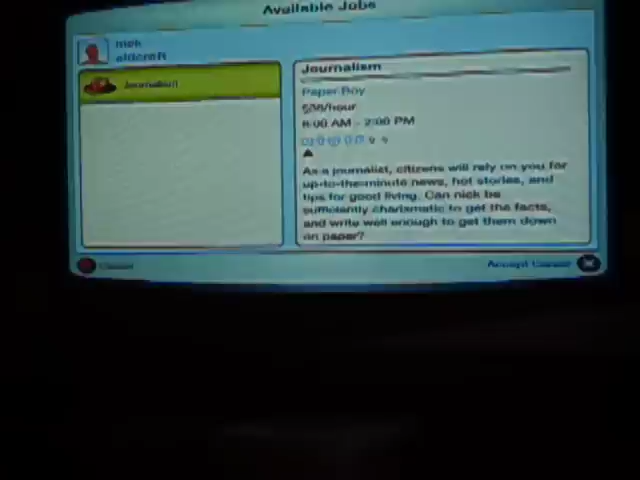 Available Jobs
nick
Journalism
Journalism
Paper Boy
/hour
8:00 AM - 2:00 PM
As a journalist, citizens will rely on you for
up-to-the-minute news, hot stories, and
tips for good living. Can nick be
sufficiently charismatic to get the facts,
and write well enough to get them down
on paper?
Cancel
Accept Career